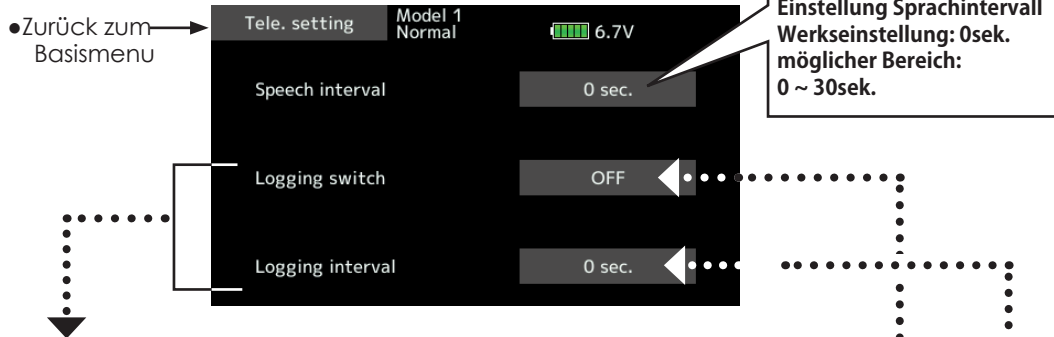 ●Zurück zum
Basismenu
Tele. setting
Model 1
Normal
6.7V
Einstellung Sprachintervall
Werkseinstellung: 0sek.
möglicher Bereich:
0 ~ 30sek.
Speech interval
0 sec.
Logging switch
OFF
Logging interval
0 sec.